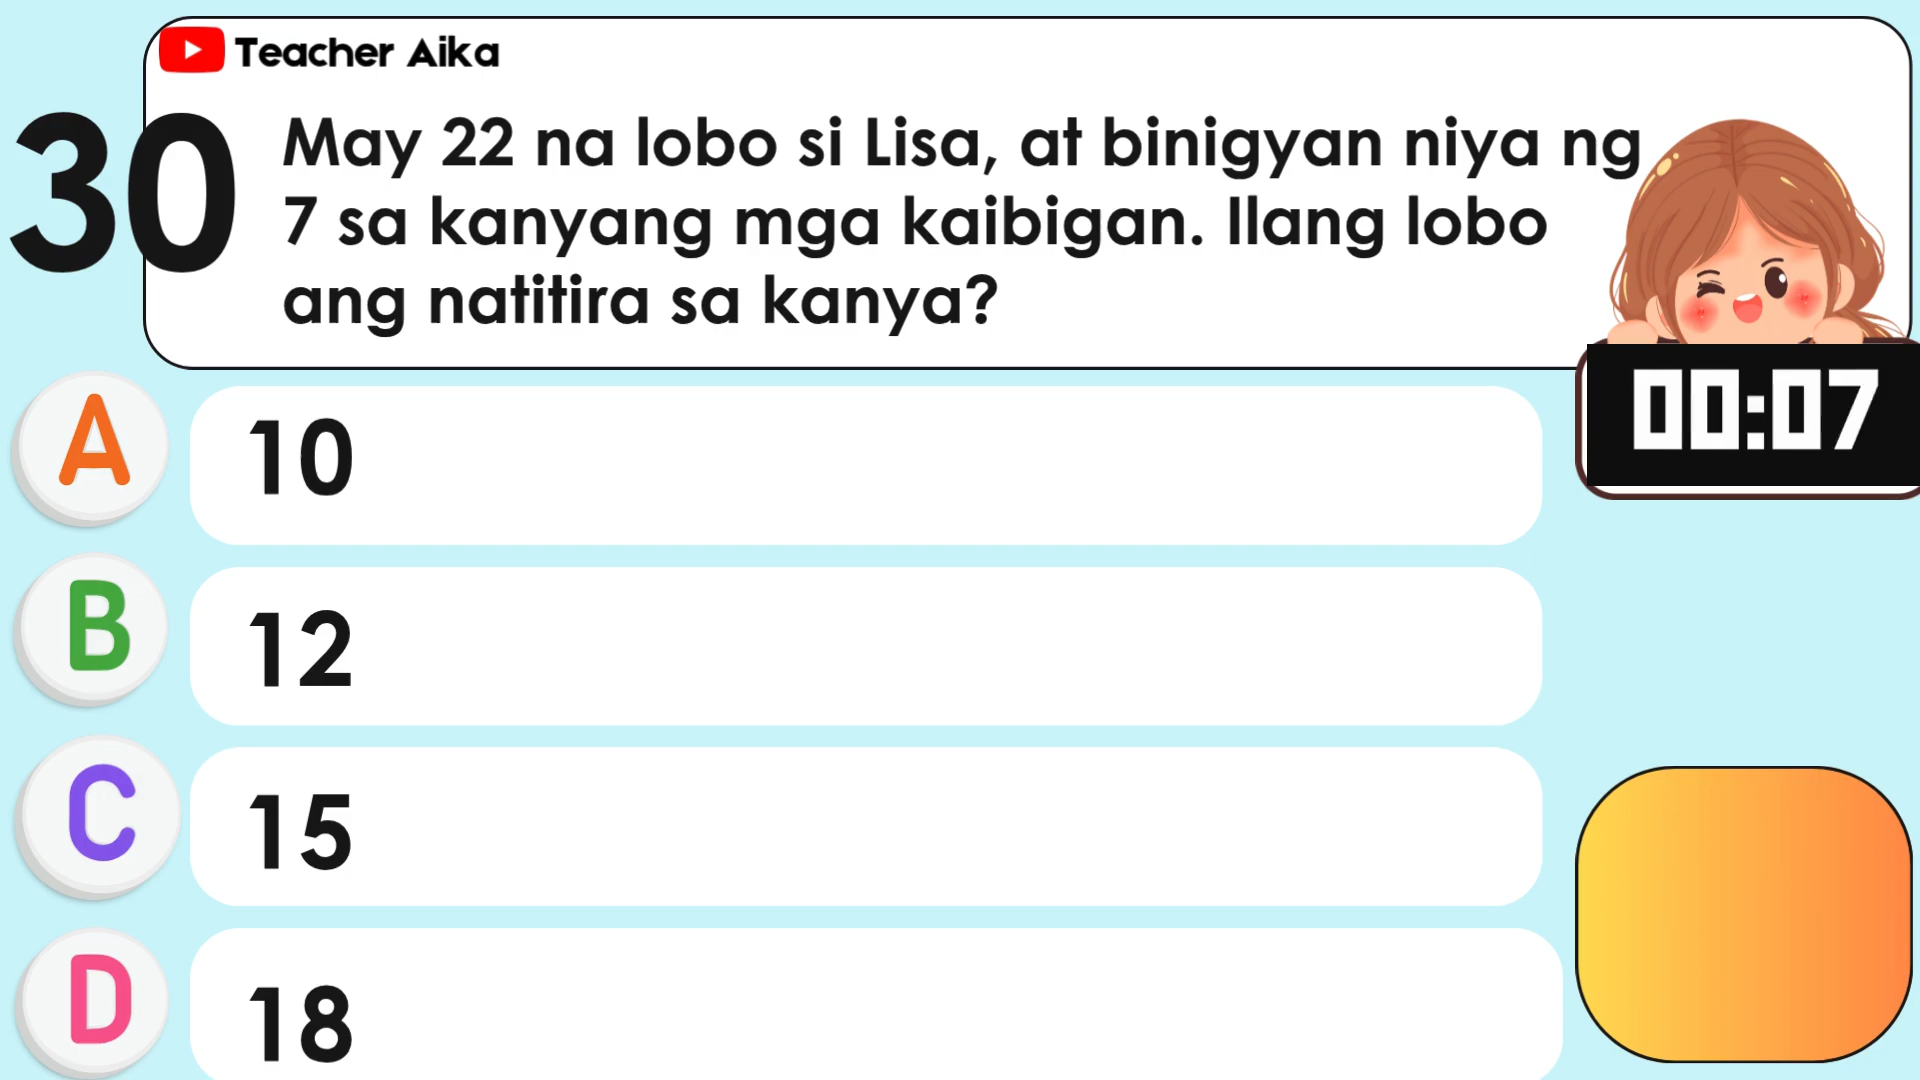 Teacher Aika
30
May 22 na lobo si Lisa, at binigyan niya ng
7 sa kanyang mga kaibigan. Ilang lobo
ang natitira sa kanya?
00:07
A
10
B
12
C
15
D
18